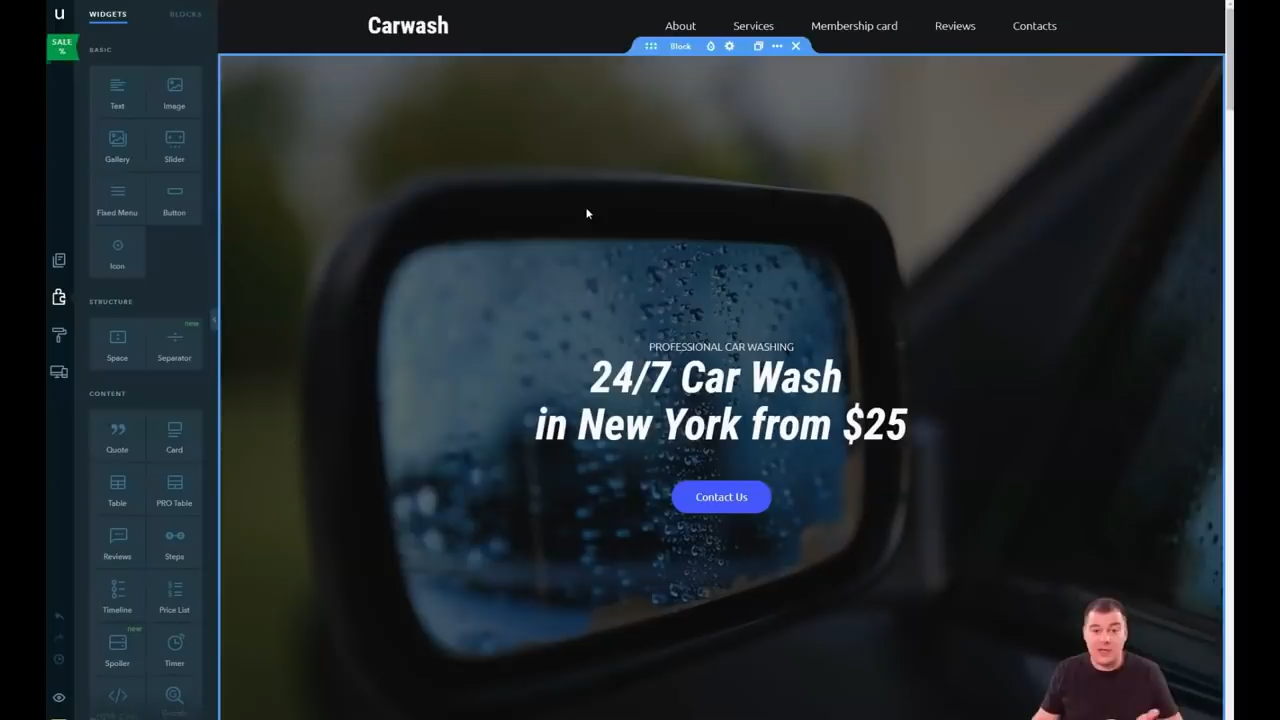 u
WIDGETS
BLOCKS
SALE
%
BASIC
Text
Image
Gallery
Slider
Fixed Menu
Button
Icon
STRUCTURE
new
Space
Separator
CONTENT
Quote
Card
Table
PRO Table
Reviews
Steps
Timeline
Price List
new
Spoiler
Timer
Carwash
About
Services
Membership card
Reviews
Contacts
Block
PROFESSIONAL CAR WASHING
24/7 Car Wash
in New York from $25
Contact Us